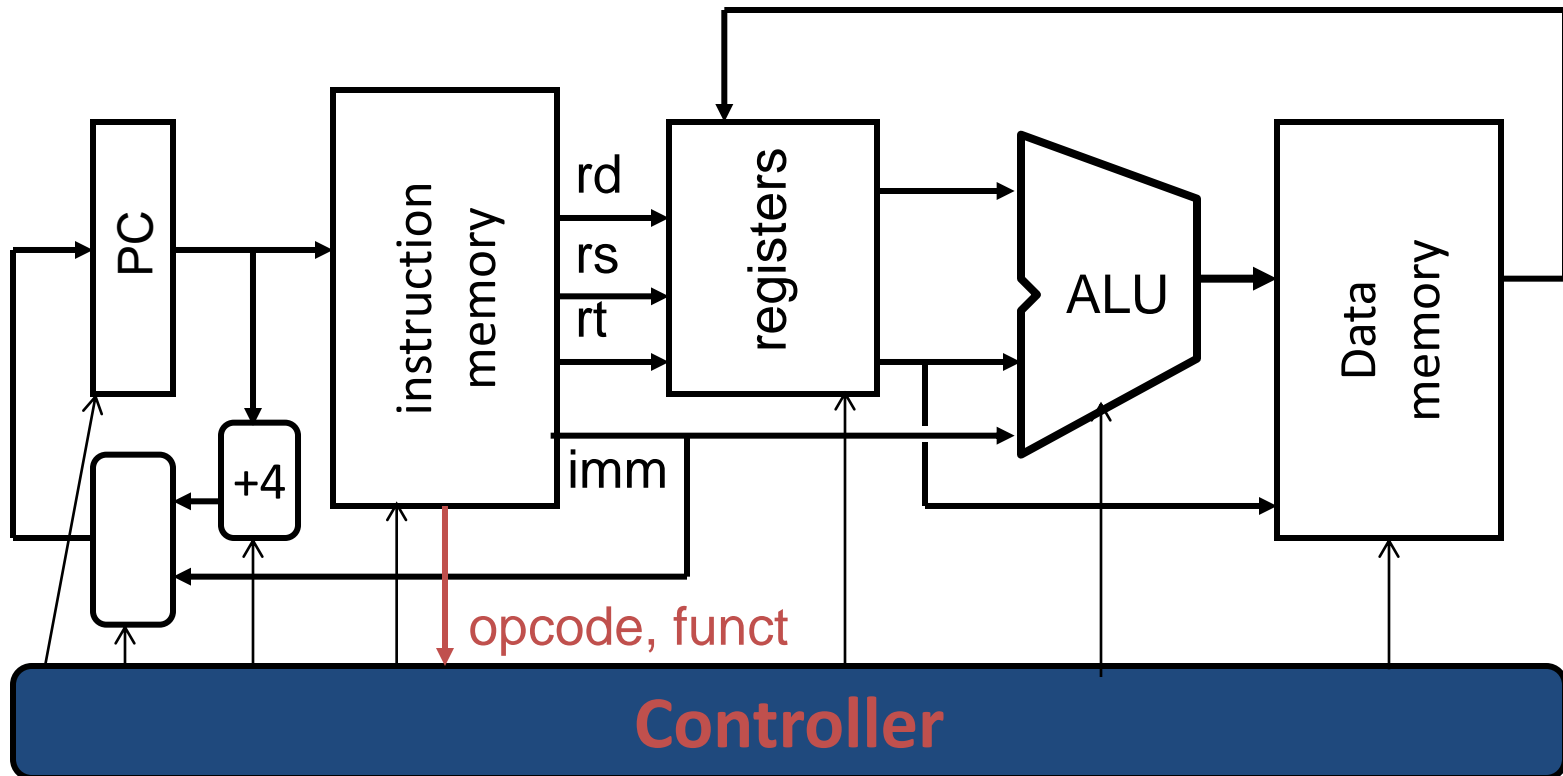 PC
+4
instruction
memory
rd
rs
rt
imm
registers
ALU
Data
memory
opcode, funct
Controller